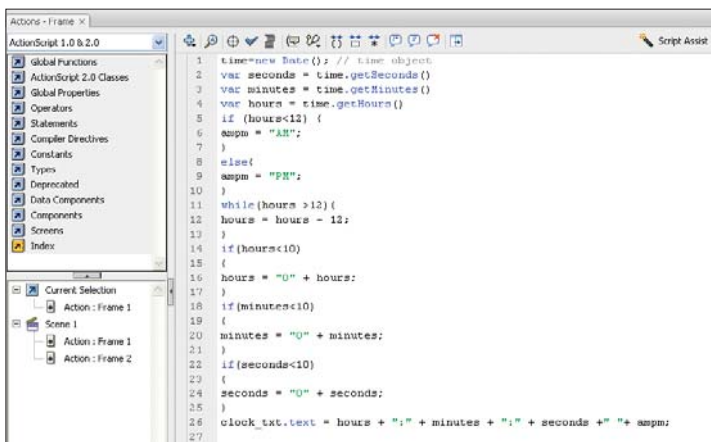 Actions - Frame ×
ActionScript 1.0 & 2.0
Script Assist
Global Functions
ActionScript 2.0 Classes
Global Properties
Operators
Statements
Compiler Directives
Constants
Types
Deprecated
Data Components
Components
Screens
Index
Current Selection
Action : Frame 1
Scene 1
Action : Frame 1
Action : Frame 2
1 time=new Date(); // time object
2 var seconds = time.getSeconds()
3 var minutes = time.getMinutes()
4 var hours = time.getHours()
5 if (hours<12) {
6 ampm = "AM";
7 }
8 else{
9 ampm = "PM";
10 }
11 while(hours >12){
12 hours = hours - 12;
13 }
14 if(hours<10)
15 {
16 hours = "0" + hours;
17 }
18 if(minutes<10)
19 {
20 minutes = "0" + minutes;
21 }
22 if(seconds<10)
23 {
24 seconds = "0" + seconds;
25 }
26 clock_txt.text = hours + ":" + minutes + ":" + seconds +" "+ ampm;
27